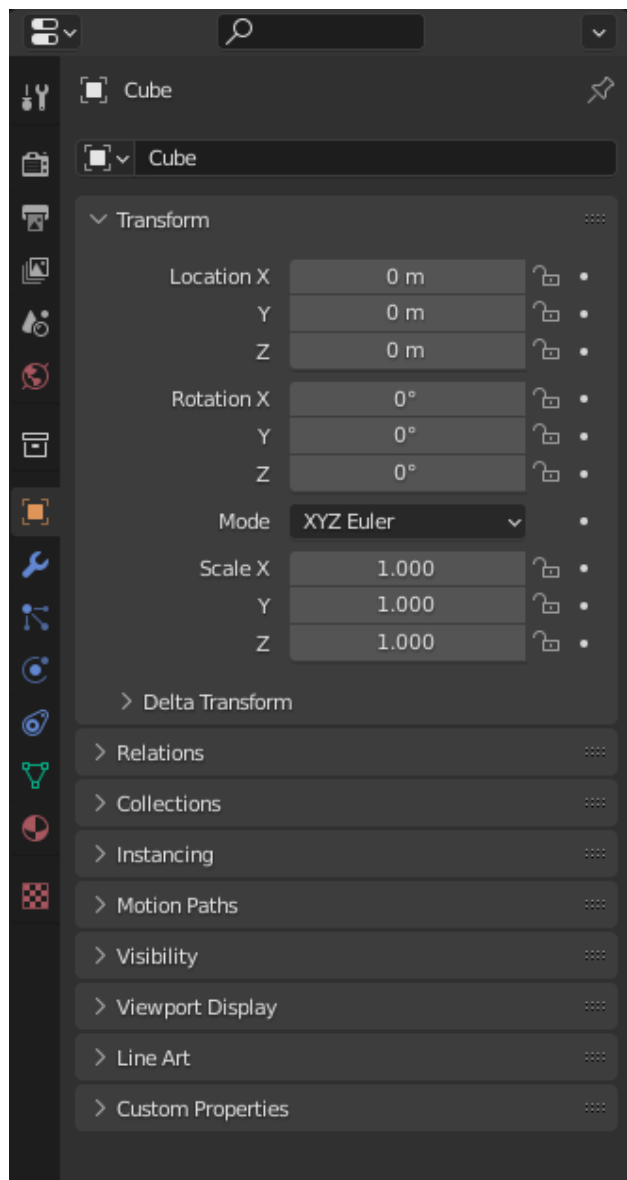 Cube
Cube
Transform
Location X 0 m
Y 0 m
Z 0 m
Rotation X 0°
Y 0°
Z 0°
Mode XYZ Euler
Scale X 1.000
Y 1.000
Z 1.000
Delta Transform
Relations
Collections
Instancing
Motion Paths
Visibility
Viewport Display
Line Art
Custom Properties